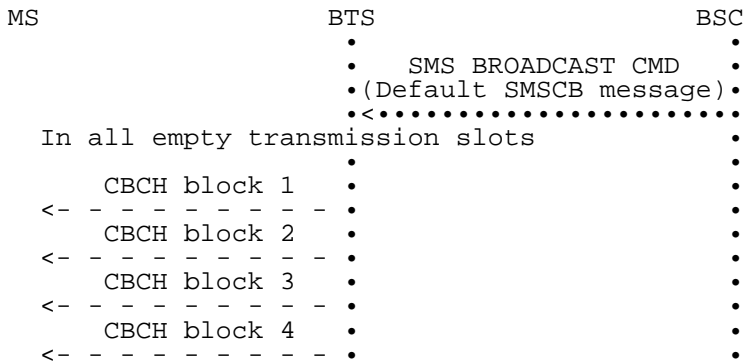 MS BTS BSC
SMS BROADCAST CMD
(Default SMSCB message)
In all empty transmission slots
CBCH block 1
CBCH block 2
CBCH block 3
CBCH block 4